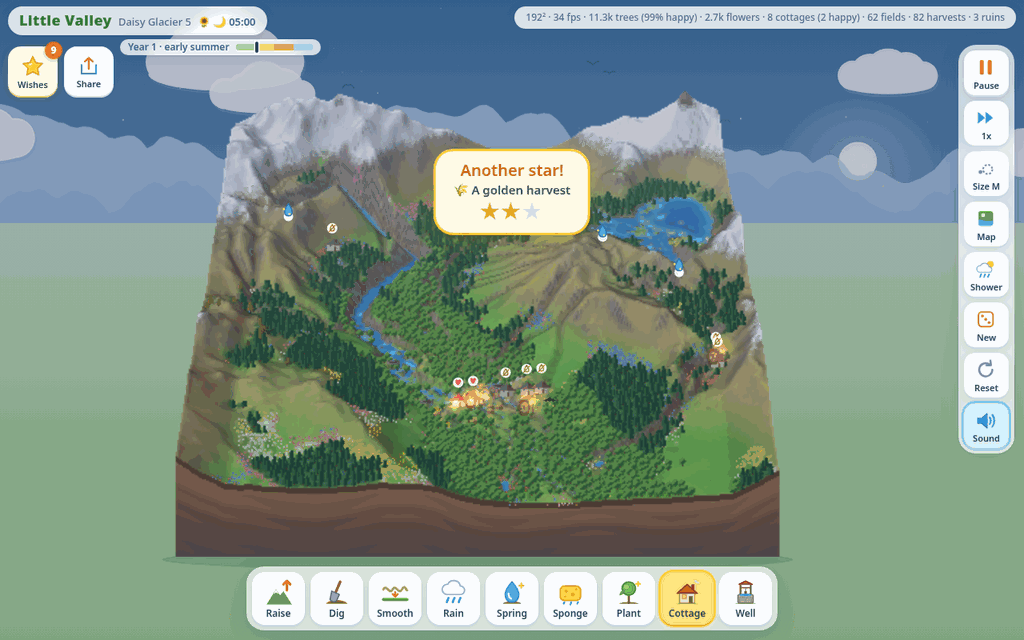 Little Valley Daisy Glacier 5 05:00
192² · 34 fps · 11.3k trees (99% happy) · 2.7k flowers · 8 cottages (2 happy) · 62 fields · 82 harvests · 3 ruins
Year 1 · early summer
9
Wishes
Share
Pause
1x
Size M
Map
Shower
New
Reset
Sound
Another star!
A golden harvest
Raise
Dig
Smooth
Rain
Spring
Sponge
Plant
Cottage
Well